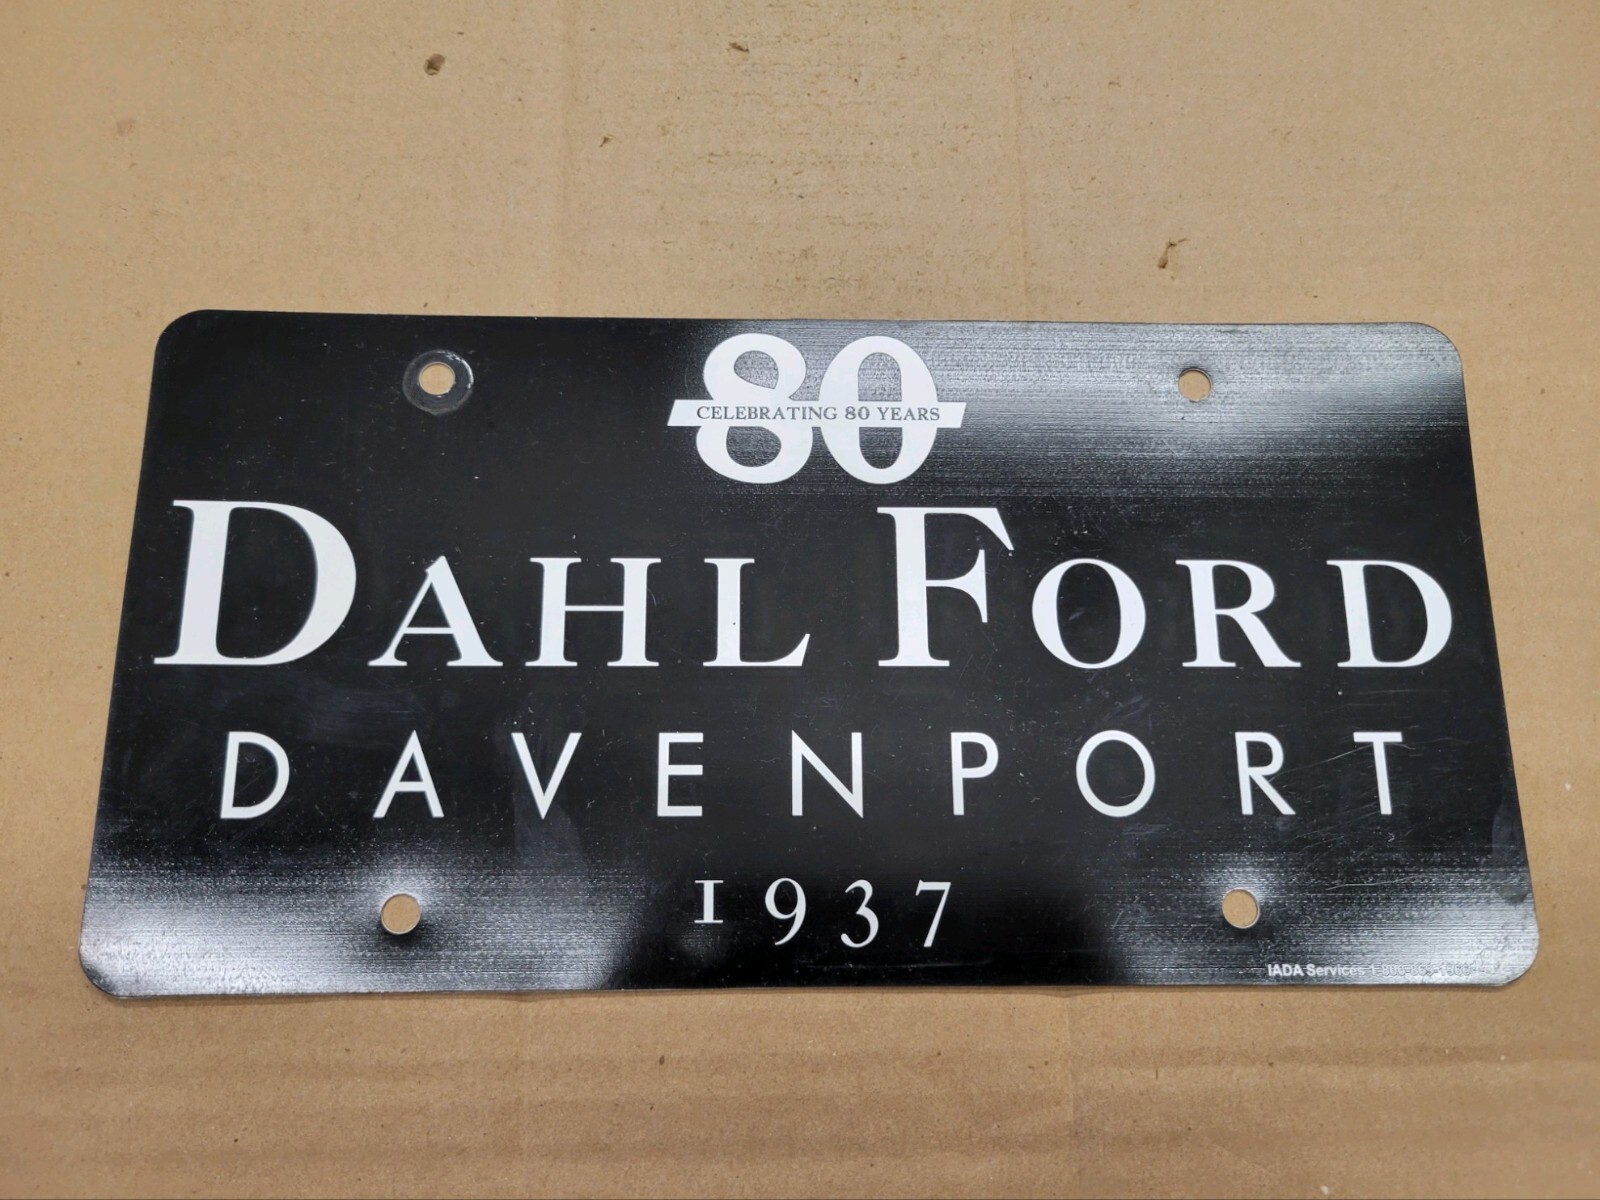 80
CELEBRATING 80 YEARS
DAHL FORD
DAVENPORT
1937
IADA Services